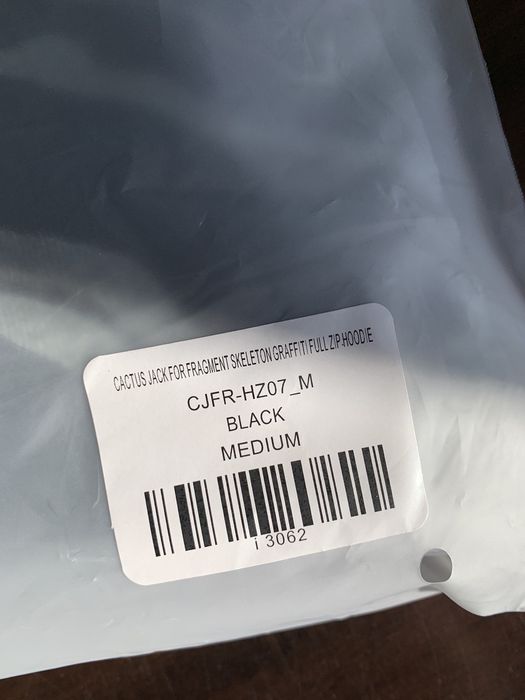 CACTUS JACK FOR FRAGMENT SKELETON GRAFFITI FULL ZIP HOODIE
CJFR-HZ07_M
BLACK
MEDIUM
i 3062